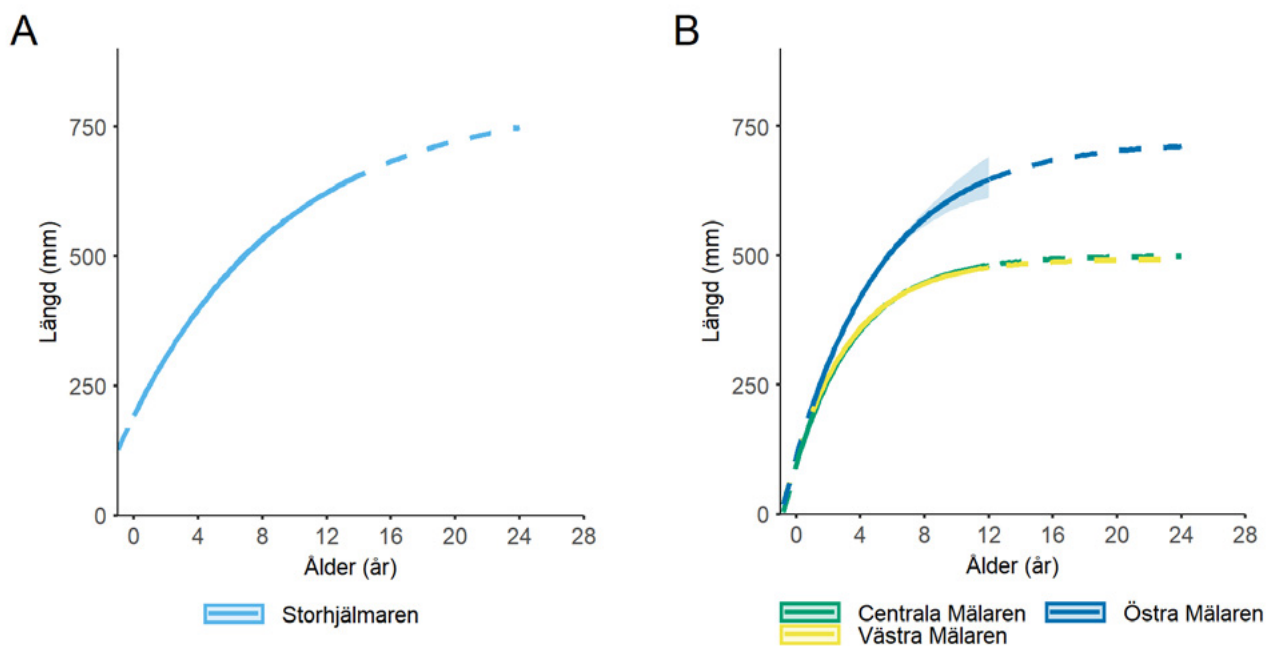 A
B
750
500
250
0
Längd (mm)
0 4 8 12 16 20 24 28
Ålder (år)
Storhjälmaren
750
500
250
0
Längd (mm)
0 4 8 12 16 20 24 28
Ålder (år)
Centrala Mälaren
Östra Mälaren
Västra Mälaren